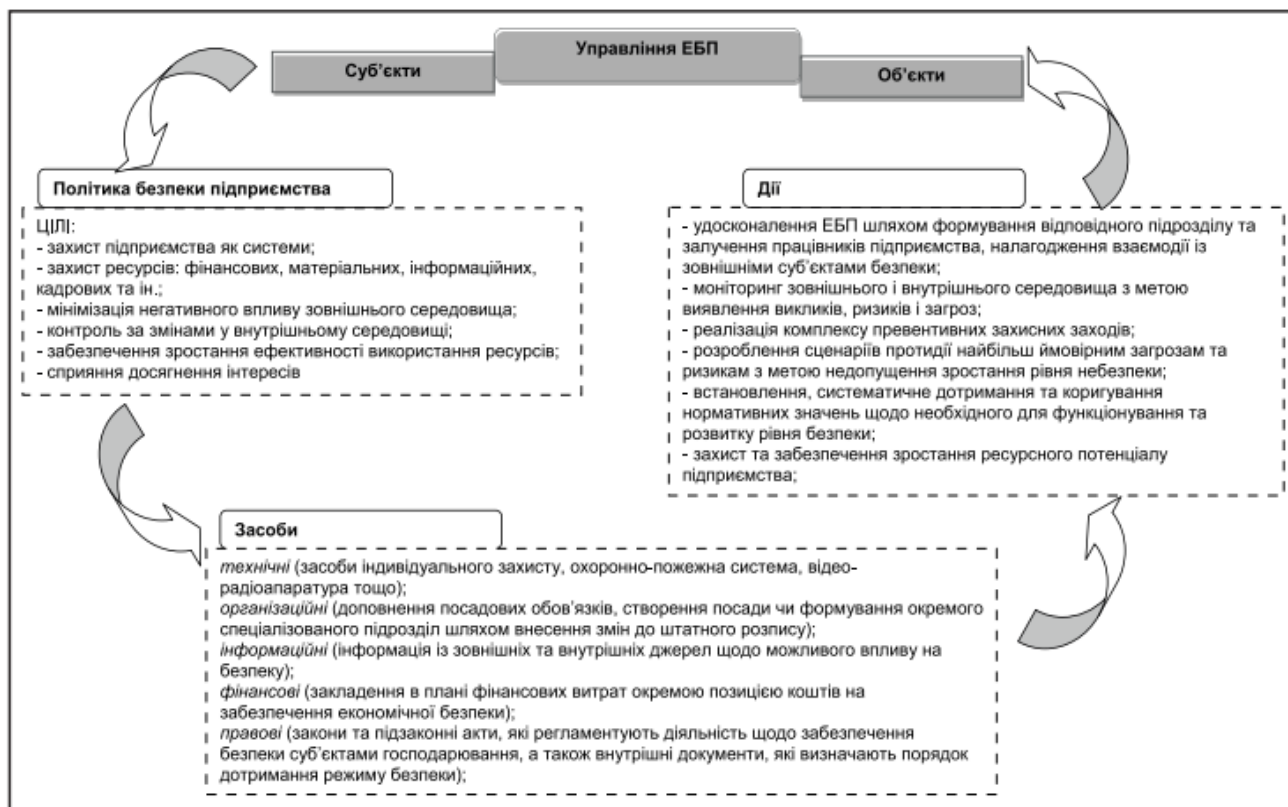 Управління ЕБП
Суб’єкти
Об’єкти
Політика безпеки підприємства
ЦІЛІ:
- захист підприємства як системи;
- захист ресурсів: фінансових, матеріальних, інформаційних,
кадрових та ін.;
- мінімізація негативного впливу зовнішнього середовища;
- контроль за змінами у внутрішньому середовищі;
- забезпечення зростання ефективності використання ресурсів;
- сприяння досягнення інтересів
Дії
- удосконалення ЕБП шляхом формування відповідного підрозділу та
залучення працівників підприємства, налагодження взаємодії із
зовнішніми суб’єктами безпеки;
- моніторинг зовнішнього і внутрішнього середовища з метою
виявлення викликів, ризиків і загроз;
- реалізація комплексу превентивних захисних заходів;
- розроблення сценаріїв протидії найбільш ймовірним загрозам та
ризикам з метою недопущення зростання рівня небезпеки;
- встановлення, систематичне дотримання та коригування
нормативних значень щодо необхідного для функціонування та
розвитку рівня безпеки;
- захист та забезпечення зростання ресурсного потенціалу
підприємства;
Засоби
технічні (засоби індивідуального захисту, охоронно-пожежна система, відео-
радіоапаратура тощо);
організаційні (доповнення посадових обов’язків, створення посади чи формування окремого
спеціалізованого підрозділ шляхом внесення змін до штатного розпису);
інформаційні (інформація із зовнішніх та внутрішніх джерел щодо можливого впливу на
безпеку);
фінансові (закладення в плані фінансових витрат окремою позицією коштів на
забезпечення економічної безпеки);
правові (закони та підзаконні акти, які регламентують діяльність щодо забезпечення
безпеки суб’єктами господарювання, а також внутрішні документи, які визначають порядок
дотримання режиму безпеки);